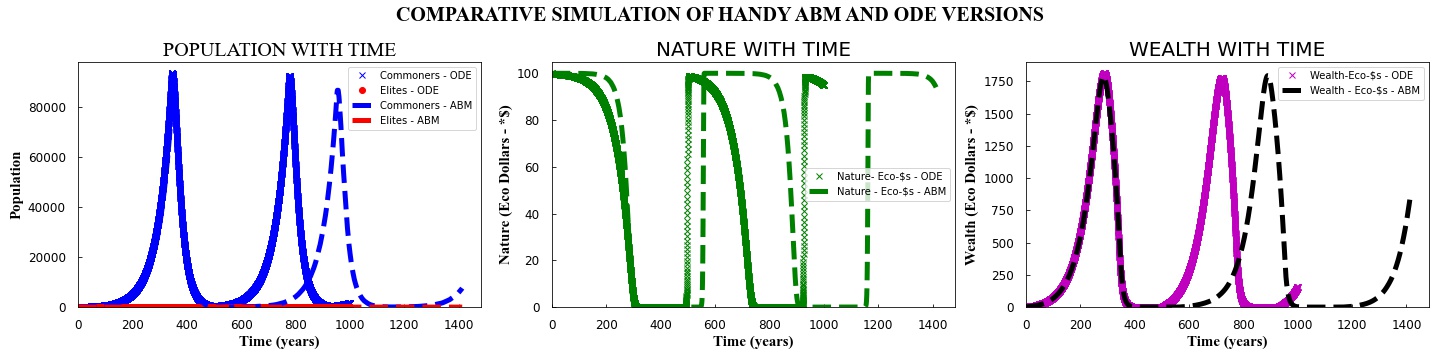 COMPARATIVE SIMULATION OF HANDY ABM AND ODE VERSIONS
POPULATION WITH TIME
Commoners - ODE
Elites - ODE
Commoners - ABM
Elites - ABM
Population
80000
60000
40000
20000
0
0 200 400 600 800 1000 1200 1400
Time (years)
NATURE WITH TIME
Nature- Eco-$s - ODE
Nature - Eco-$s - ABM
Nature (Eco Dollars - *$)
100
80
60
40
20
0
0 200 400 600 800 1000 1200 1400
Time (years)
WEALTH WITH TIME
Wealth-Eco-$s - ODE
Wealth - Eco-$s - ABM
Wealth (Eco Dollars - *$)
1750
1500
1250
1000
750
500
250
0
0 200 400 600 800 1000 1200 1400
Time (years)